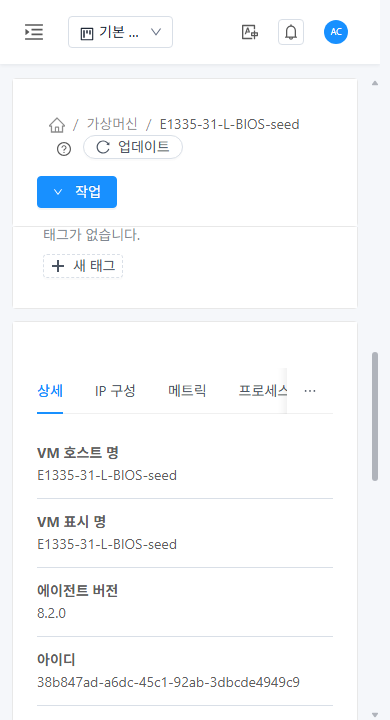 기본 ...
AC
/ 가상머신 / E1335-31-L-BIOS-seed
업데이트
작업
태그가 없습니다.
새 태그
상세 IP 구성 메트릭 프로세스 ...
VM 호스트 명
E1335-31-L-BIOS-seed
VM 표시 명
E1335-31-L-BIOS-seed
에이전트 버전
8.2.0
아이디
38b847ad-a6dc-45c1-92ab-3dbcde4949c9